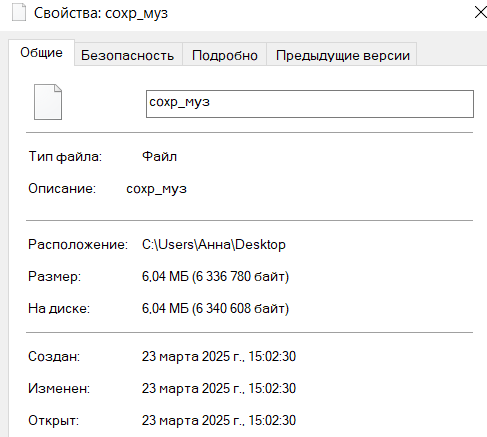 Свойства: сохр_муз
Общие Безопасность Подробно Предыдущие версии
сохр_муз
Тип файла: Файл
Описание: сохр_муз
Расположение: C:\Users\Анна\Desktop
Размер: 6,04 МБ (6 336 780 байт)
На диске: 6,04 МБ (6 340 608 байт)
Создан: 23 марта 2025 г., 15:02:30
Изменен: 23 марта 2025 г., 15:02:30
Открыт: 23 марта 2025 г., 15:02:30